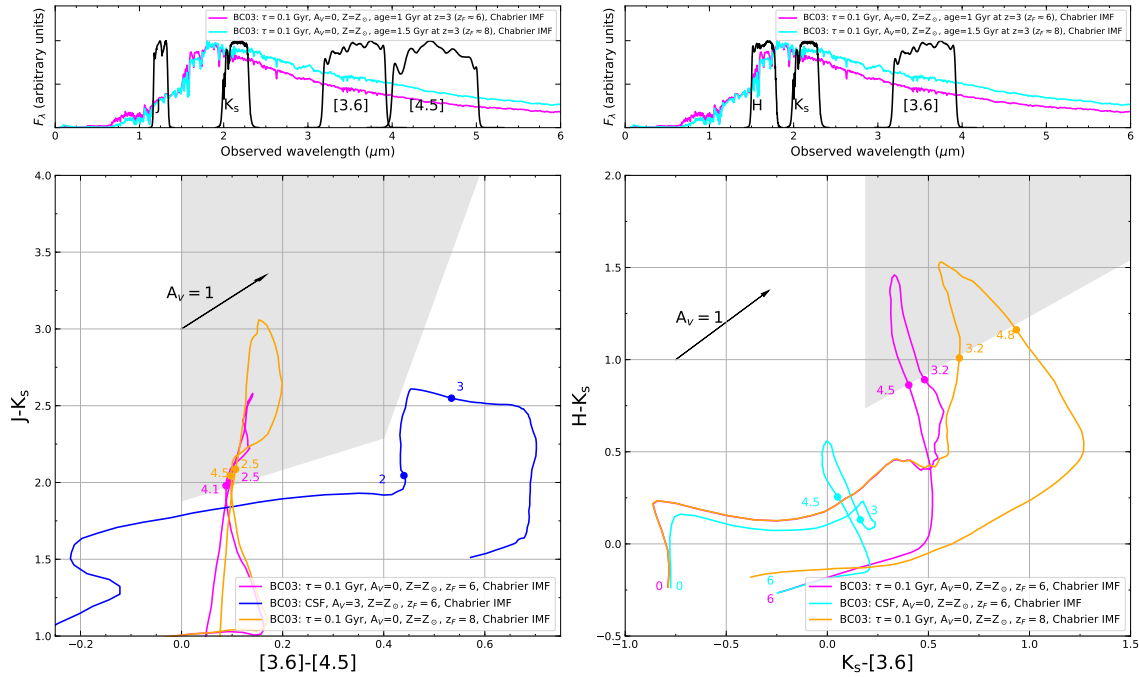 BC03: τ = 0.1 Gyr, A_V=0, Z=Z_⊙, age=1 Gyr at z=3 (z_F ≈ 6), Chabrier IMF
BC03: τ = 0.1 Gyr, A_V=0, Z=Z_⊙, age=1.5 Gyr at z=3 (z_F ≈ 8), Chabrier IMF
F_λ (arbitrary units)
J
K_s
[3.6]
[4.5]
0 1 2 3 4 5 6
Observed wavelength (μm)
BC03: τ = 0.1 Gyr, A_V=0, Z=Z_⊙, age=1 Gyr at z=3 (z_F ≈ 6), Chabrier IMF
BC03: τ = 0.1 Gyr, A_V=0, Z=Z_⊙, age=1.5 Gyr at z=3 (z_F ≈ 8), Chabrier IMF
F_λ (arbitrary units)
H
K_s
[3.6]
0 1 2 3 4 5 6
Observed wavelength (μm)
4.0
3.5
3.0
2.5
2.0
1.5
1.0
J-K_s
A_v = 1
3
2
4.5
2.5
2.5
4.1
BC03: τ = 0.1 Gyr, A_V=0, Z=Z_⊙, z_F = 6, Chabrier IMF
BC03: CSF, A_V=3, Z=Z_⊙, z_F = 6, Chabrier IMF
BC03: τ = 0.1 Gyr, A_V=0, Z=Z_⊙, z_F = 8, Chabrier IMF
−0.2 0.0 0.2 0.4 0.6
[3.6]-[4.5]
2.0
1.5
1.0
0.5
0.0
−0.5
H-K_s
A_v = 1
4.8
3.2
3.2
4.5
4.5
3
0
0
6
6
BC03: τ = 0.1 Gyr, A_V=0, Z=Z_⊙, z_F = 6, Chabrier IMF
BC03: CSF, A_V=0, Z=Z_⊙, z_F = 6, Chabrier IMF
BC03: τ = 0.1 Gyr, A_V=0, Z=Z_⊙, z_F = 8, Chabrier IMF
−1.0 −0.5 0.0 0.5 1.0 1.5
K_s-[3.6]